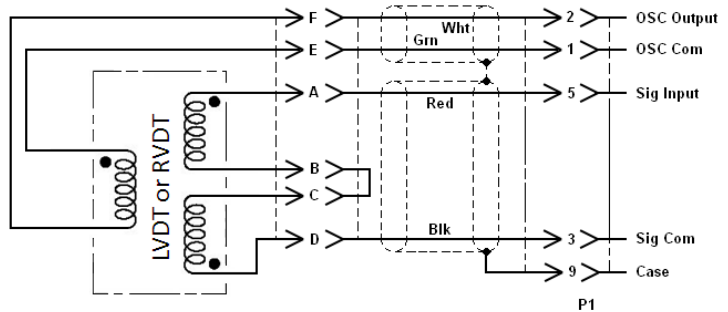 F 2 OSC Output
Wht
Grn
E 1 OSC Com
A 5 Sig Input
Red
LVDT or RVDT
B
C
Blk
D 3 Sig Com
9 Case
P1